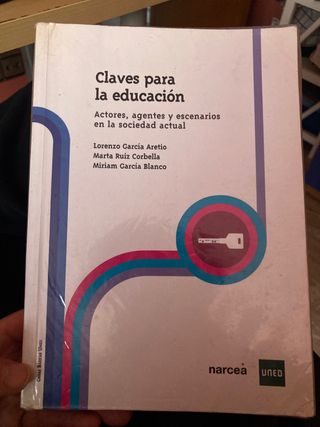 Claves para
la educación
Actores, agentes y escenarios
en la sociedad actual
Lorenzo García Aretio
Marta Ruiz Corbella
Miriam García Blanco
narcea
UNED